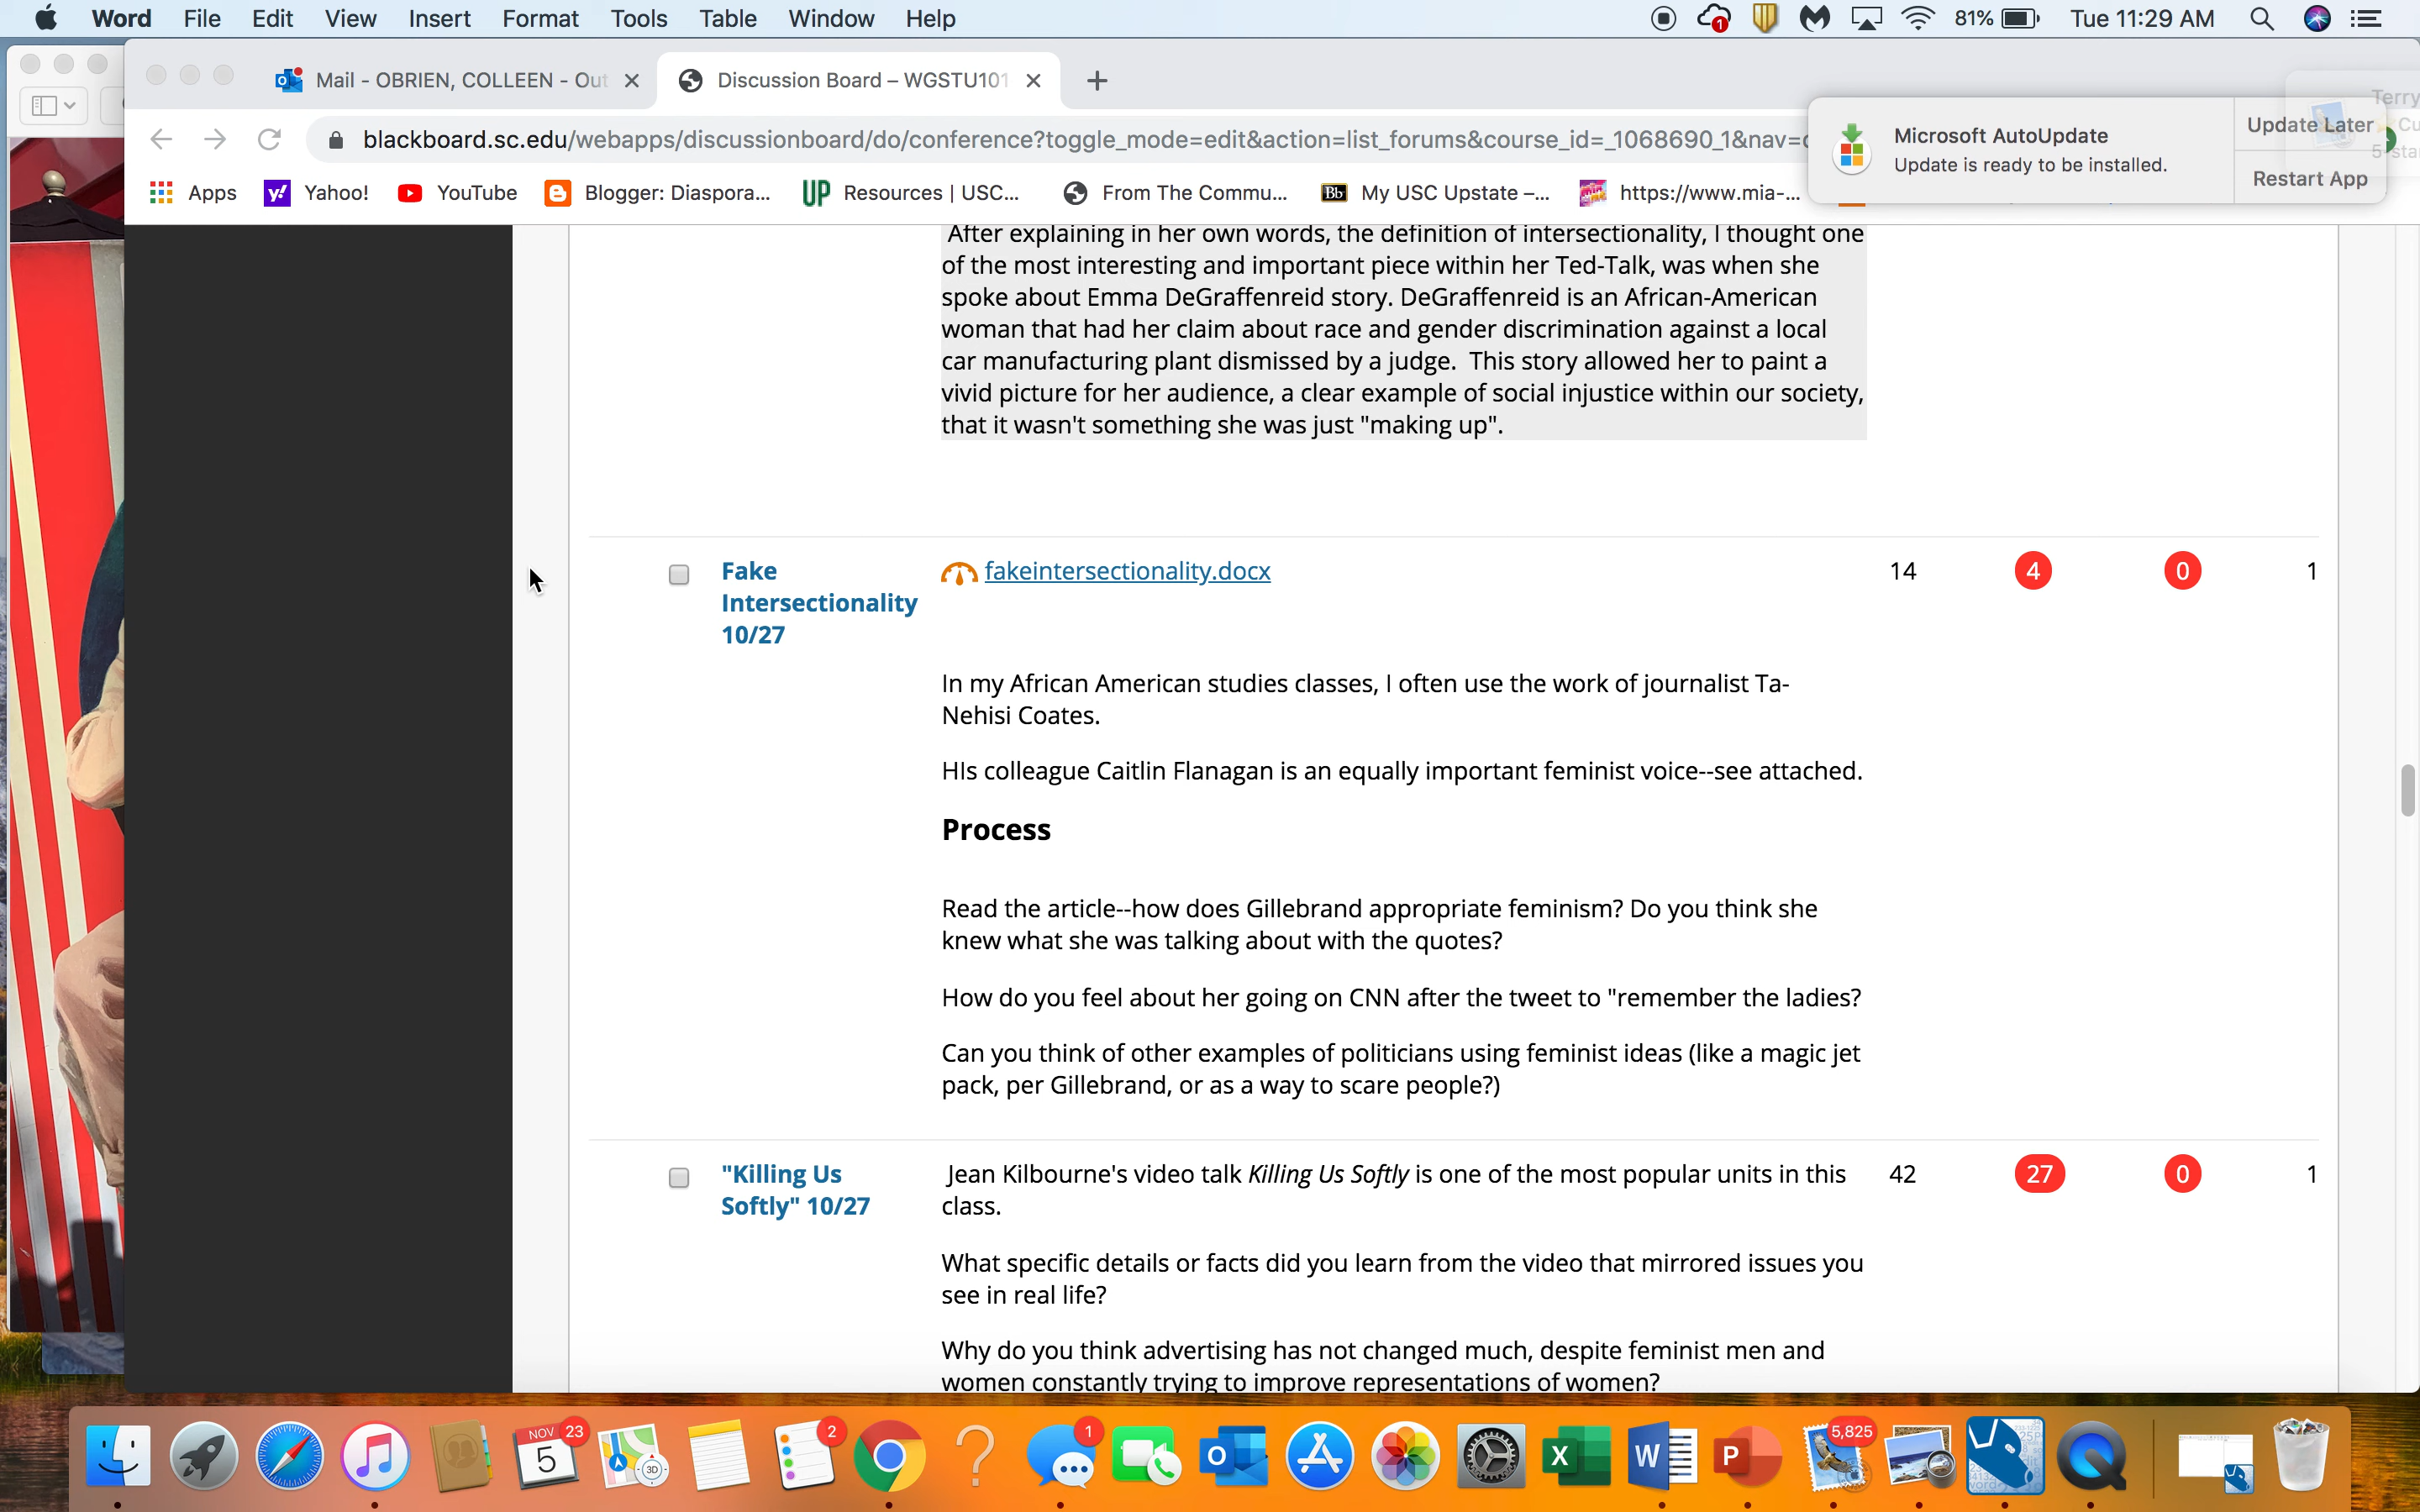 Word File Edit View Insert Format Tools Table Window Help 1 81% Tue 11:29 AM
Mail - OBRIEN, COLLEEN - Out Discussion Board – WGSTU101
blackboard.sc.edu/webapps/discussionboard/do/conference?toggle_mode=edit&action=list_forums&course_id=_1068690_1&nav=
Microsoft AutoUpdate
Update is ready to be installed.
Update Later
Restart App
Terry
Apps Yahoo! YouTube Blogger: Diaspora... UP Resources | USC... From The Commu... Bb My USC Upstate –... https://www.mia-...
After explaining in her own words, the definition of intersectionality, I thought one
of the most interesting and important piece within her Ted-Talk, was when she
spoke about Emma DeGraffenreid story. DeGraffenreid is an African-American
woman that had her claim about race and gender discrimination against a local
car manufacturing plant dismissed by a judge. This story allowed her to paint a
vivid picture for her audience, a clear example of social injustice within our society,
that it wasn't something she was just "making up".
Fake fakeintersectionality.docx 14 4 0 1
Intersectionality
10/27
In my African American studies classes, I often use the work of journalist Ta-
Nehisi Coates.
HIs colleague Caitlin Flanagan is an equally important feminist voice--see attached.
Process
Read the article--how does Gillebrand appropriate feminism? Do you think she
knew what she was talking about with the quotes?
How do you feel about her going on CNN after the tweet to "remember the ladies?
Can you think of other examples of politicians using feminist ideas (like a magic jet
pack, per Gillebrand, or as a way to scare people?)
"Killing Us Jean Kilbourne's video talk Killing Us Softly is one of the most popular units in this 42 27 0 1
Softly" 10/27 class.
What specific details or facts did you learn from the video that mirrored issues you
see in real life?
Why do you think advertising has not changed much, despite feminist men and
women constantly trying to improve representations of women?
NOV 5 23 3D 2 1 5,825